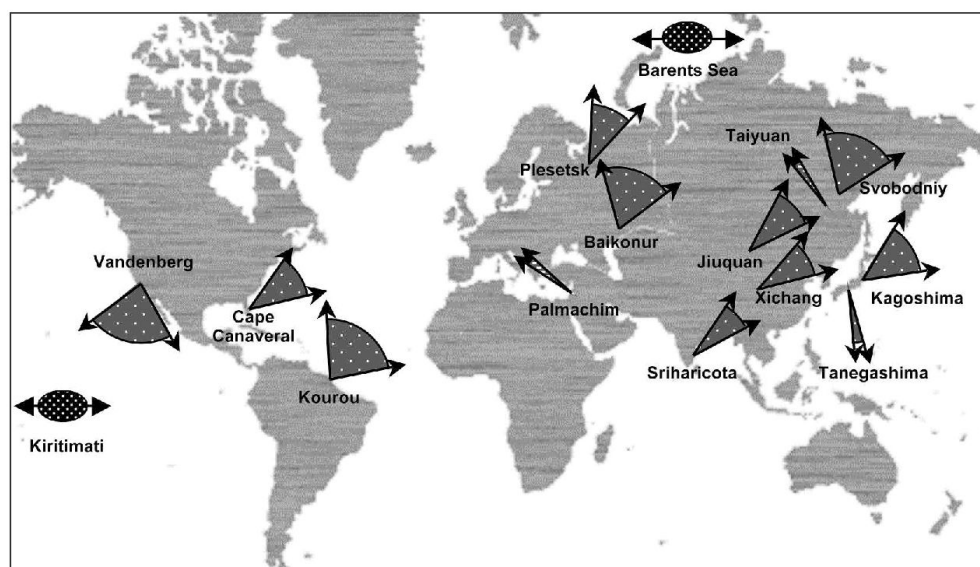 Barents Sea
Taiyuan
Plesetsk
Svobodniy
Baikonur
Jiuquan
Vandenberg
Xichang
Kagoshima
Palmachim
Cape
Canaveral
Sriharicota
Tanegashima
Kourou
Kiritimati